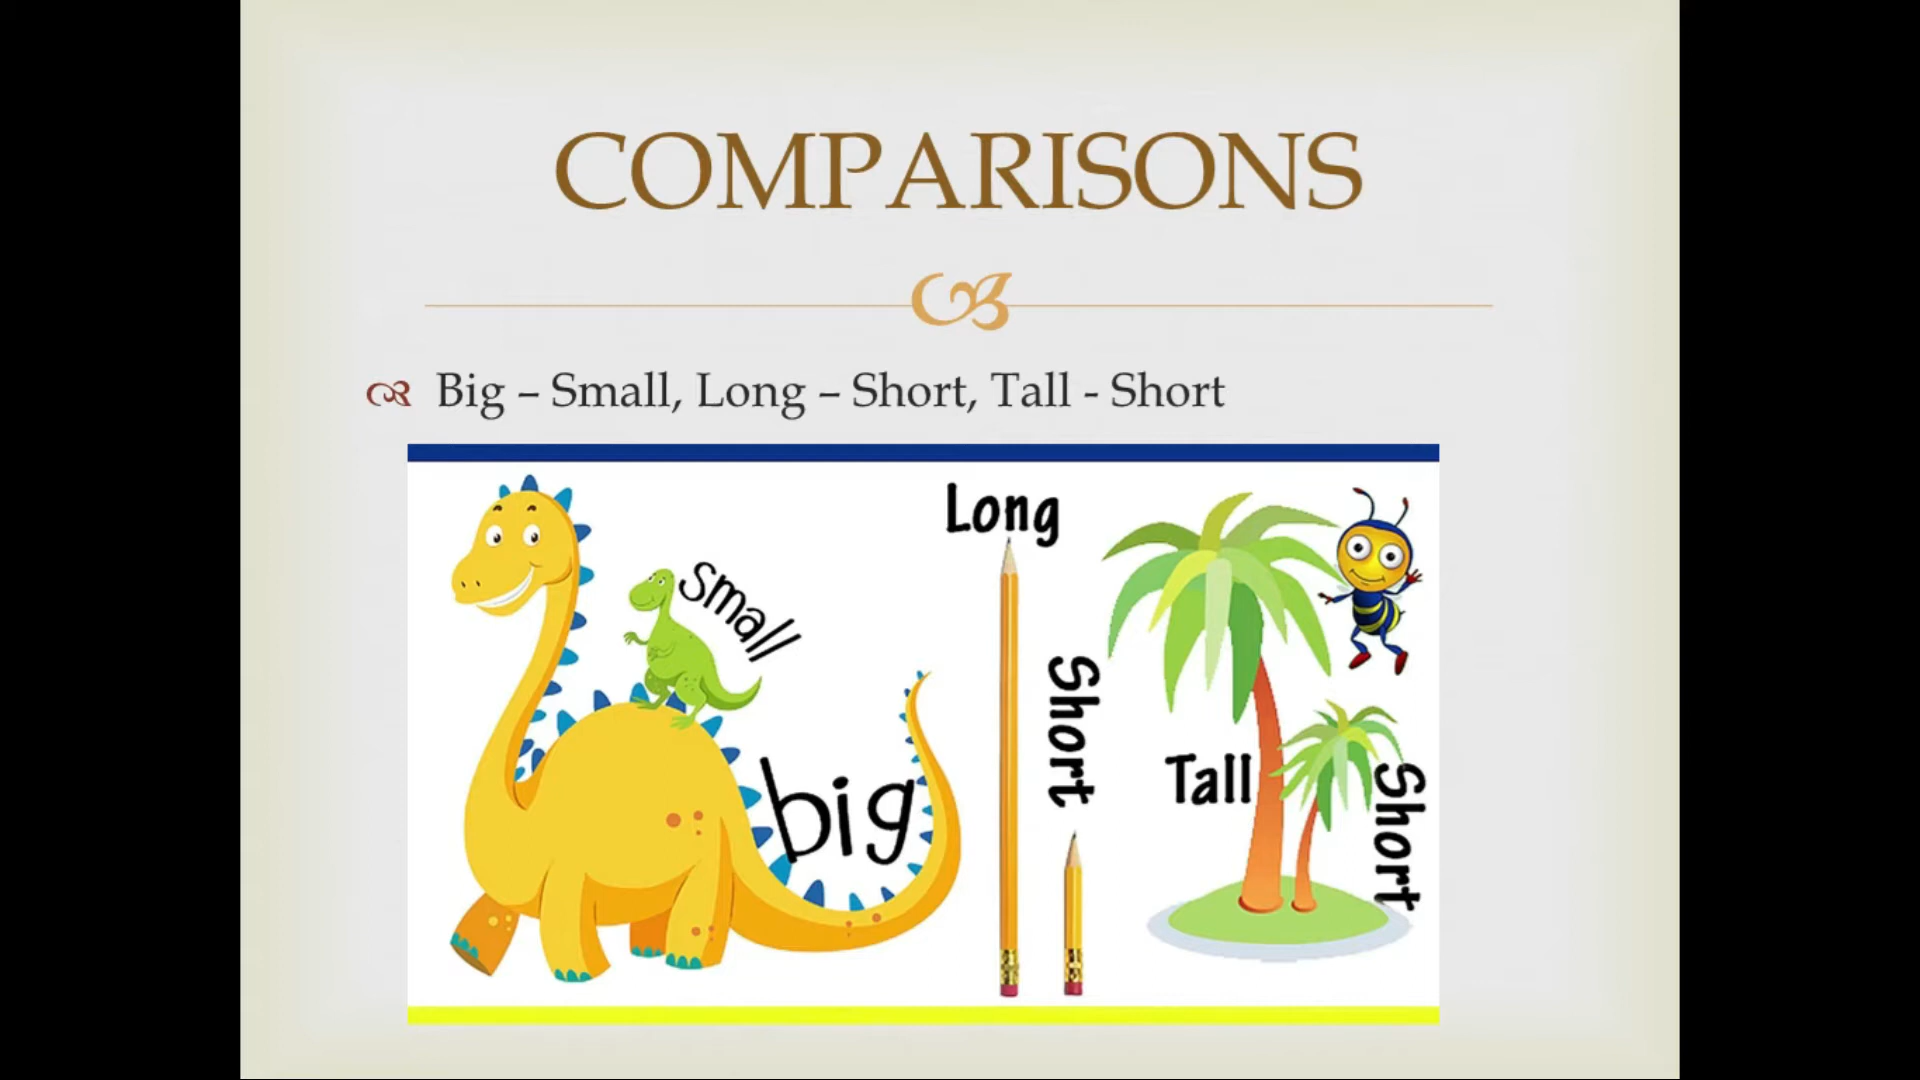 COMPARISONS
Big – Small, Long – Short, Tall - Short
small
big
Long
Short
Tall
Short